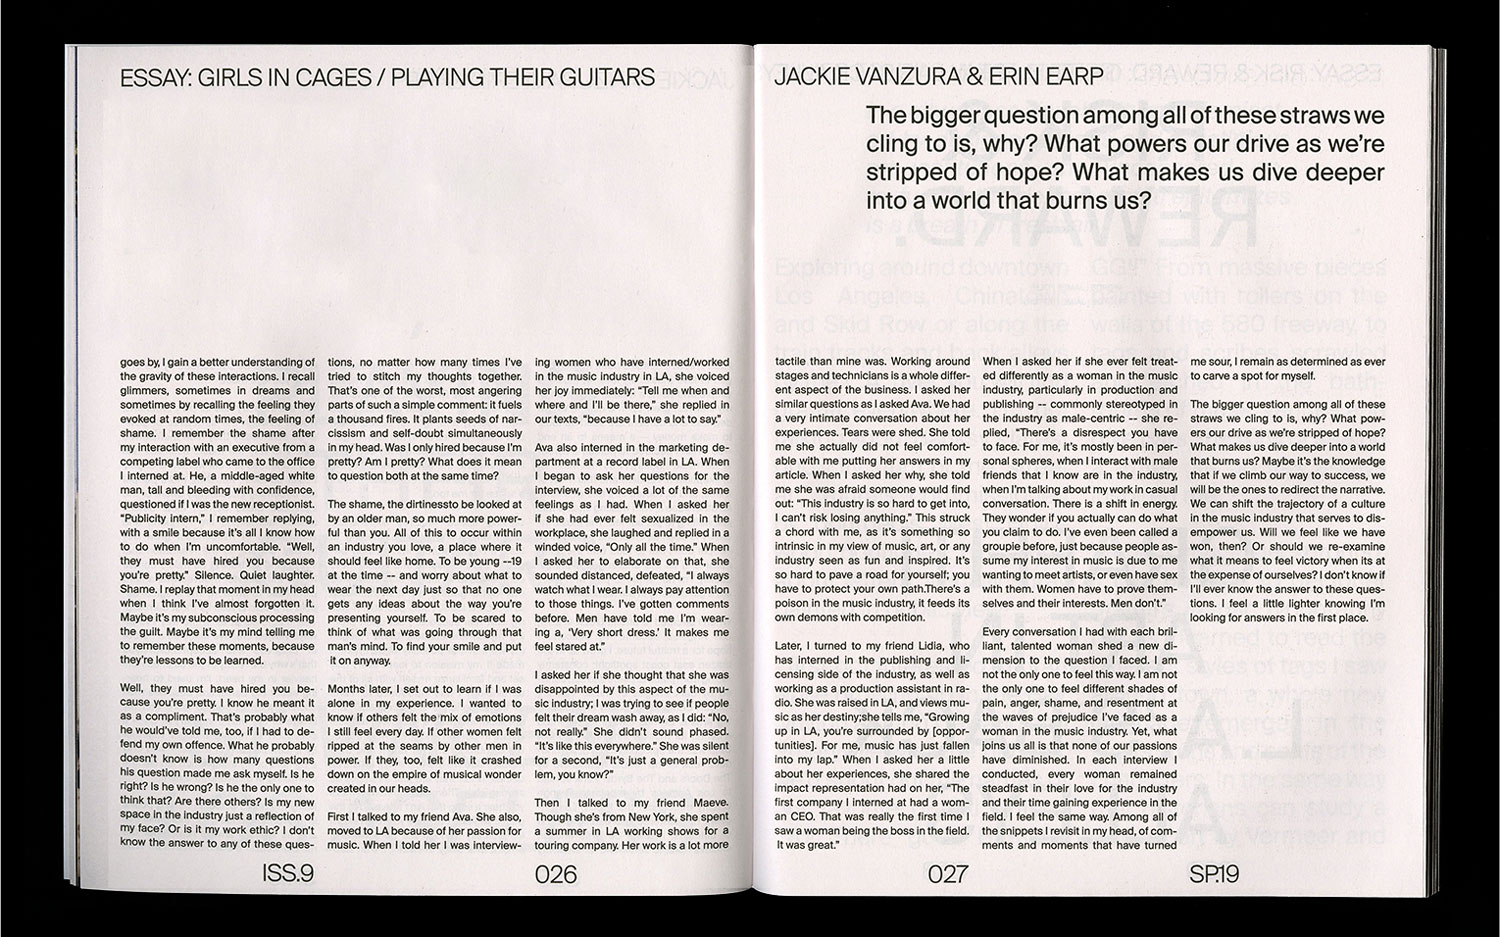 ESSAY: GIRLS IN CAGES / PLAYING THEIR GUITARS
goes by, I gain a better understanding of
the gravity of these interactions. I recall
glimmers, sometimes in dreams and
sometimes by recalling the feeling they
evoked at random times, the feeling of
shame. I remember the shame after
my interaction with an executive from a
competing label who came to the office
I interned at. He, a middle-aged white
man, tall and bleeding with confidence,
questioned if I was the new receptionist.
“Publicity intern,” I remember replying,
with a smile because it’s all I know how
to do when I’m uncomfortable. “Well,
they must have hired you because
you’re pretty.” Silence. Quiet laughter.
Shame. I replay that moment in my head
when I think I’ve almost forgotten it.
Maybe it’s my subconscious processing
the guilt. Maybe it’s my mind telling me
to remember these moments, because
they’re lessons to be learned.
Well, they must have hired you be-
cause you’re pretty. I know he meant it
as a compliment. That’s probably what
he would’ve told me, too, if I had to de-
fend my own offence. What he probably
doesn’t know is how many questions
his question made me ask myself. Is he
right? Is he wrong? Is he the only one to
think that? Are there others? Is my new
space in the industry just a reflection of
my face? Or is it my work ethic? I don’t
know the answer to any of these ques-
tions, no matter how many times I’ve
tried to stitch my thoughts together.
That’s one of the worst, most angering
parts of such a simple comment: it fuels
a thousand fires. It plants seeds of nar-
cissism and self-doubt simultaneously
in my head. Was I only hired because I’m
pretty? Am I pretty? What does it mean
to question both at the same time?
The shame, the dirtinessto be looked at
by an older man, so much more power-
ful than you. All of this to occur within
an industry you love, a place where it
should feel like home. To be young --19
at the time -- and worry about what to
wear the next day just so that no one
gets any ideas about the way you’re
presenting yourself. To be scared to
think of what was going through that
man’s mind. To find your smile and put
it on anyway.
Months later, I set out to learn if I was
alone in my experience. I wanted to
know if others felt the mix of emotions
I still feel every day. If other women felt
ripped at the seams by other men in
power. If they, too, felt like it crashed
down on the empire of musical wonder
created in our heads.
First I talked to my friend Ava. She also,
moved to LA because of her passion for
music. When I told her I was interview-
ing women who have interned/worked
in the music industry in LA, she voiced
her joy immediately: “Tell me when and
where and I’ll be there,” she replied in
our texts, “because I have a lot to say.”
Ava also interned in the marketing de-
partment at a record label in LA. When
I began to ask her questions for the
interview, she voiced a lot of the same
feelings as I had. When I asked her
if she had ever felt sexualized in the
workplace, she laughed and replied in a
winded voice, “Only all the time.” When
I asked her to elaborate on that, she
sounded distanced, defeated, “I always
watch what I wear. I always pay attention
to those things. I’ve gotten comments
before. Men have told me I’m wear-
ing a, ‘Very short dress.’ It makes me
feel stared at.”
I asked her if she thought that she was
disappointed by this aspect of the mu-
sic industry; I was trying to see if people
felt their dream wash away, as I did: “No,
not really.” She didn’t sound phased.
“It’s like this everywhere.” She was silent
for a second, “It’s just a general prob-
lem, you know?”
Then I talked to my friend Maeve.
Though she’s from New York, she spent
a summer in LA working shows for a
touring company. Her work is a lot more
ISS.9
026
JACKIE VANZURA & ERIN EARP
The bigger question among all of these straws we
cling to is, why? What powers our drive as we’re
stripped of hope? What makes us dive deeper
into a world that burns us?
tactile than mine was. Working around
stages and technicians is a whole differ-
ent aspect of the business. I asked her
similar questions as I asked Ava. We had
a very intimate conversation about her
experiences. Tears were shed. She told
me she actually did not feel comfort-
able with me putting her answers in my
article. When I asked her why, she told
me she was afraid someone would find
out: “This industry is so hard to get into,
I can’t risk losing anything.” This struck
a chord with me, as it’s something so
intrinsic in my view of music, art, or any
industry seen as fun and inspired. It’s
so hard to pave a road for yourself; you
have to protect your own path.There’s a
poison in the music industry, it feeds its
own demons with competition.
Later, I turned to my friend Lidia, who
has interned in the publishing and li-
censing side of the industry, as well as
working as a production assistant in ra-
dio. She was raised in LA, and views mu-
sic as her destiny;she tells me, “Growing
up in LA, you’re surrounded by [oppor-
tunities]. For me, music has just fallen
into my lap.” When I asked her a little
about her experiences, she shared the
impact representation had on her, “The
first company I interned at had a wom-
an CEO. That was really the first time I
saw a woman being the boss in the field.
It was great.”
When I asked her if she ever felt treat-
ed differently as a woman in the music
industry, particularly in production and
publishing -- commonly stereotyped in
the industry as male-centric -- she re-
plied, “There’s a disrespect you have
to face. For me, it’s mostly been in per-
sonal spheres, when I interact with male
friends that I know are in the industry,
when I’m talking about my work in casual
conversation. There is a shift in energy.
They wonder if you actually can do what
you claim to do. I’ve even been called a
groupie before, just because people as-
sume my interest in music is due to me
wanting to meet artists, or even have sex
with them. Women have to prove them-
selves and their interests. Men don’t.”
Every conversation I had with each bril-
liant, talented woman shed a new di-
mension to the question I faced. I am
not the only one to feel this way. I am not
the only one to feel different shades of
pain, anger, shame, and resentment at
the waves of prejudice I’ve faced as a
woman in the music industry. Yet, what
joins us all is that none of our passions
have diminished. In each interview I
conducted, every woman remained
steadfast in their love for the industry
and their time gaining experience in the
field. I feel the same way. Among all of
the snippets I revisit in my head, of com-
ments and moments that have turned
me sour, I remain as determined as ever
to carve a spot for myself.
The bigger question among all of these
straws we cling to is, why? What pow-
ers our drive as we’re stripped of hope?
What makes us dive deeper into a world
that burns us? Maybe it’s the knowledge
that if we climb our way to success, we
will be the ones to redirect the narrative.
We can shift the trajectory of a culture
in the music industry that serves to dis-
empower us. Will we feel like we have
won, then? Or should we re-examine
what it means to feel victory when its at
the expense of ourselves? I don’t know if
I’ll ever know the answer to these ques-
tions. I feel a little lighter knowing I’m
looking for answers in the first place.
027
SP.19